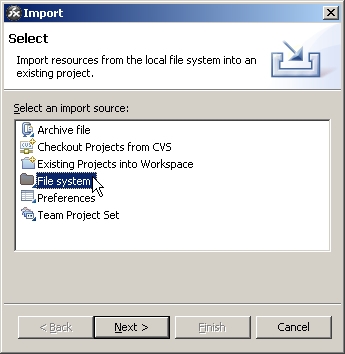 Import
Select
Import resources from the local file system into an
existing project.
Select an import source:
Archive file
Checkout Projects from CVS
Existing Projects into Workspace
File system
Preferences
Team Project Set
< Back
Next >
Finish
Cancel